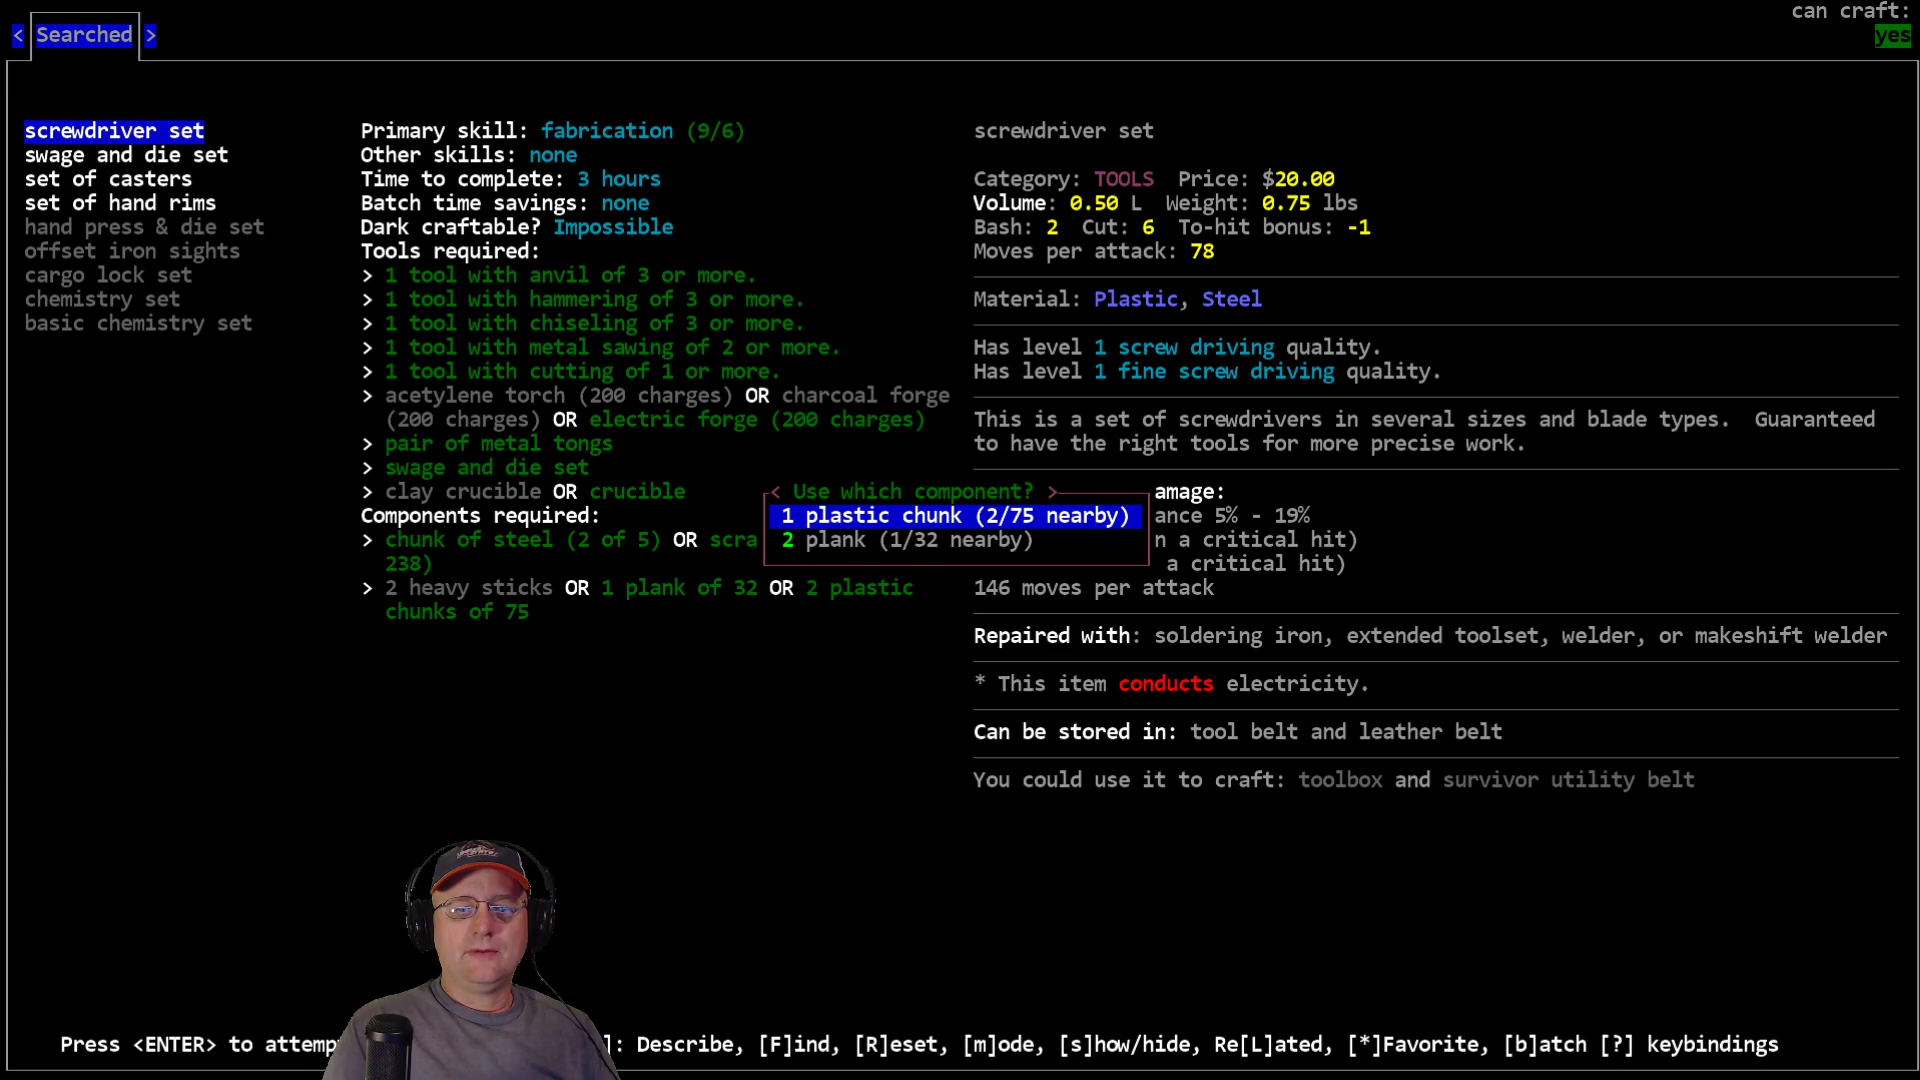 can craft:
< Searched >
yes
screwdriver set
swage and die set
set of casters
set of hand rims
hand press & die set
offset iron sights
cargo lock set
chemistry set
basic chemistry set
Primary skill: fabrication (9/6)
Other skills: none
Time to complete: 3 hours
Batch time savings: none
Dark craftable? Impossible
Tools required:
> 1 tool with anvil of 3 or more.
> 1 tool with hammering of 3 or more.
> 1 tool with chiseling of 3 or more.
> 1 tool with metal sawing of 2 or more.
> 1 tool with cutting of 1 or more.
> acetylene torch (200 charges) OR charcoal forge
(200 charges) OR electric forge (200 charges)
> pair of metal tongs
> swage and die set
> clay crucible OR crucible
Components required:
> chunk of steel (2 of 5) OR scra
238)
> 2 heavy sticks OR 1 plank of 32 OR 2 plastic
chunks of 75
< Use which component? >
1 plastic chunk (2/75 nearby)
2 plank (1/32 nearby)
screwdriver set
Category: TOOLS Price: $20.00
Volume: 0.50 L Weight: 0.75 lbs
Bash: 2 Cut: 6 To-hit bonus: -1
Moves per attack: 78
Material: Plastic, Steel
Has level 1 screw driving quality.
Has level 1 fine screw driving quality.
This is a set of screwdrivers in several sizes and blade types. Guaranteed
to have the right tools for more precise work.
amage:
ance 5% - 19%
n a critical hit)
a critical hit)
146 moves per attack
Repaired with: soldering iron, extended toolset, welder, or makeshift welder
* This item conducts electricity.
Can be stored in: tool belt and leather belt
You could use it to craft: toolbox and survivor utility belt
Press <ENTER> to attemp ]: Describe, [F]ind, [R]eset, [m]ode, [s]how/hide, Re[L]ated, [*]Favorite, [b]atch [?] keybindings